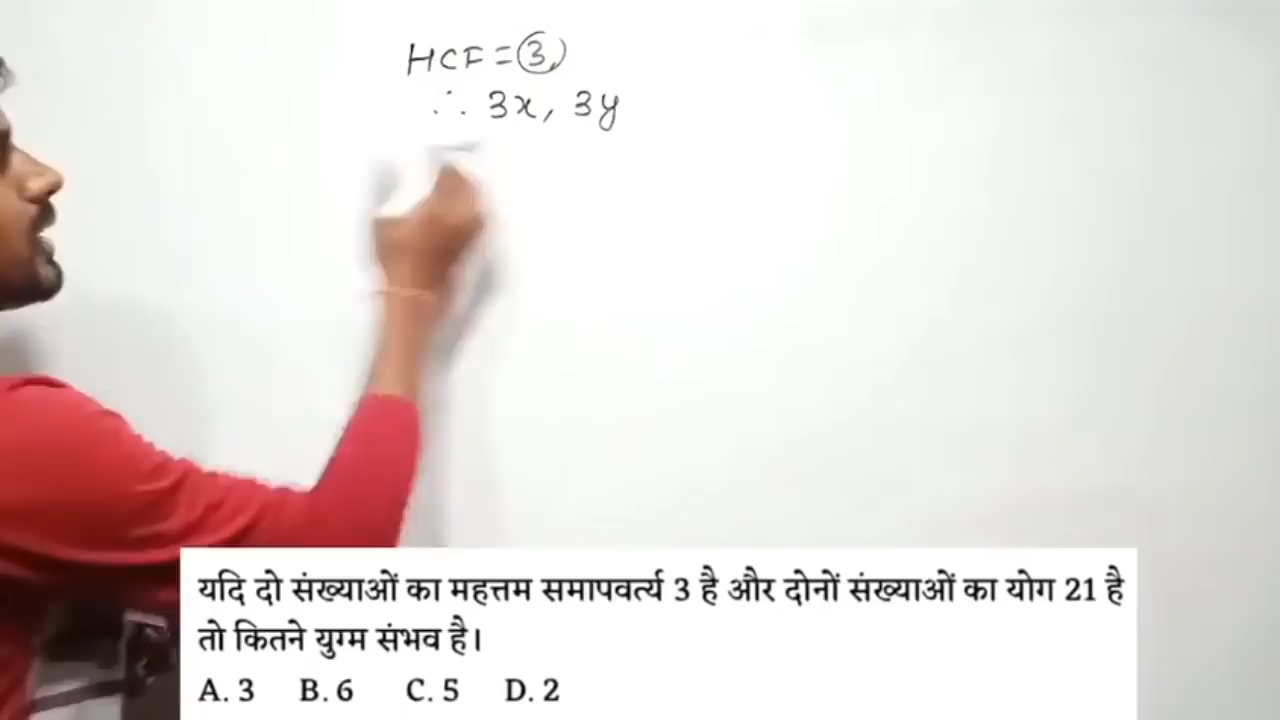 HCF = 3
∴ 3x, 3y
यदि दो संख्याओं का महत्तम समापवर्त्य 3 है और दोनों संख्याओं का योग 21 है
तो कितने युग्म संभव है।
A. 3 B. 6 C. 5 D. 2